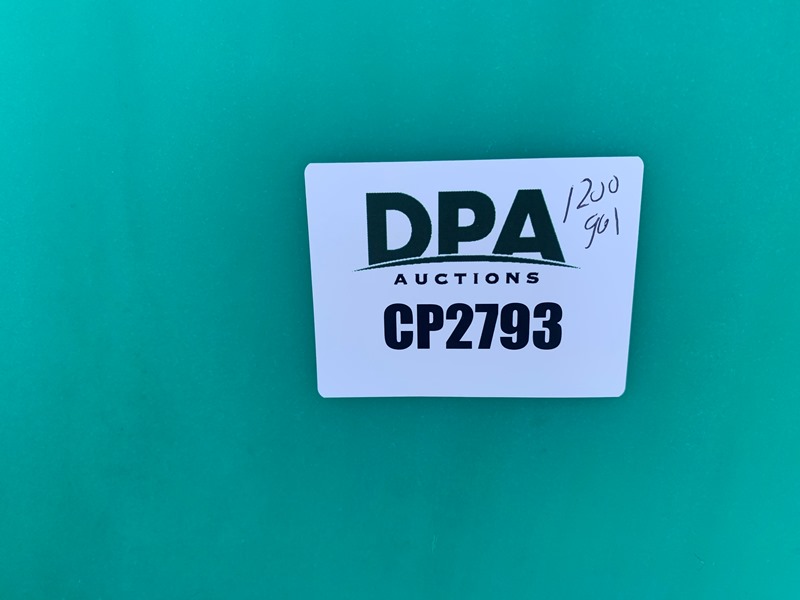 DPA
AUCTIONS
CP2793
1200
gal